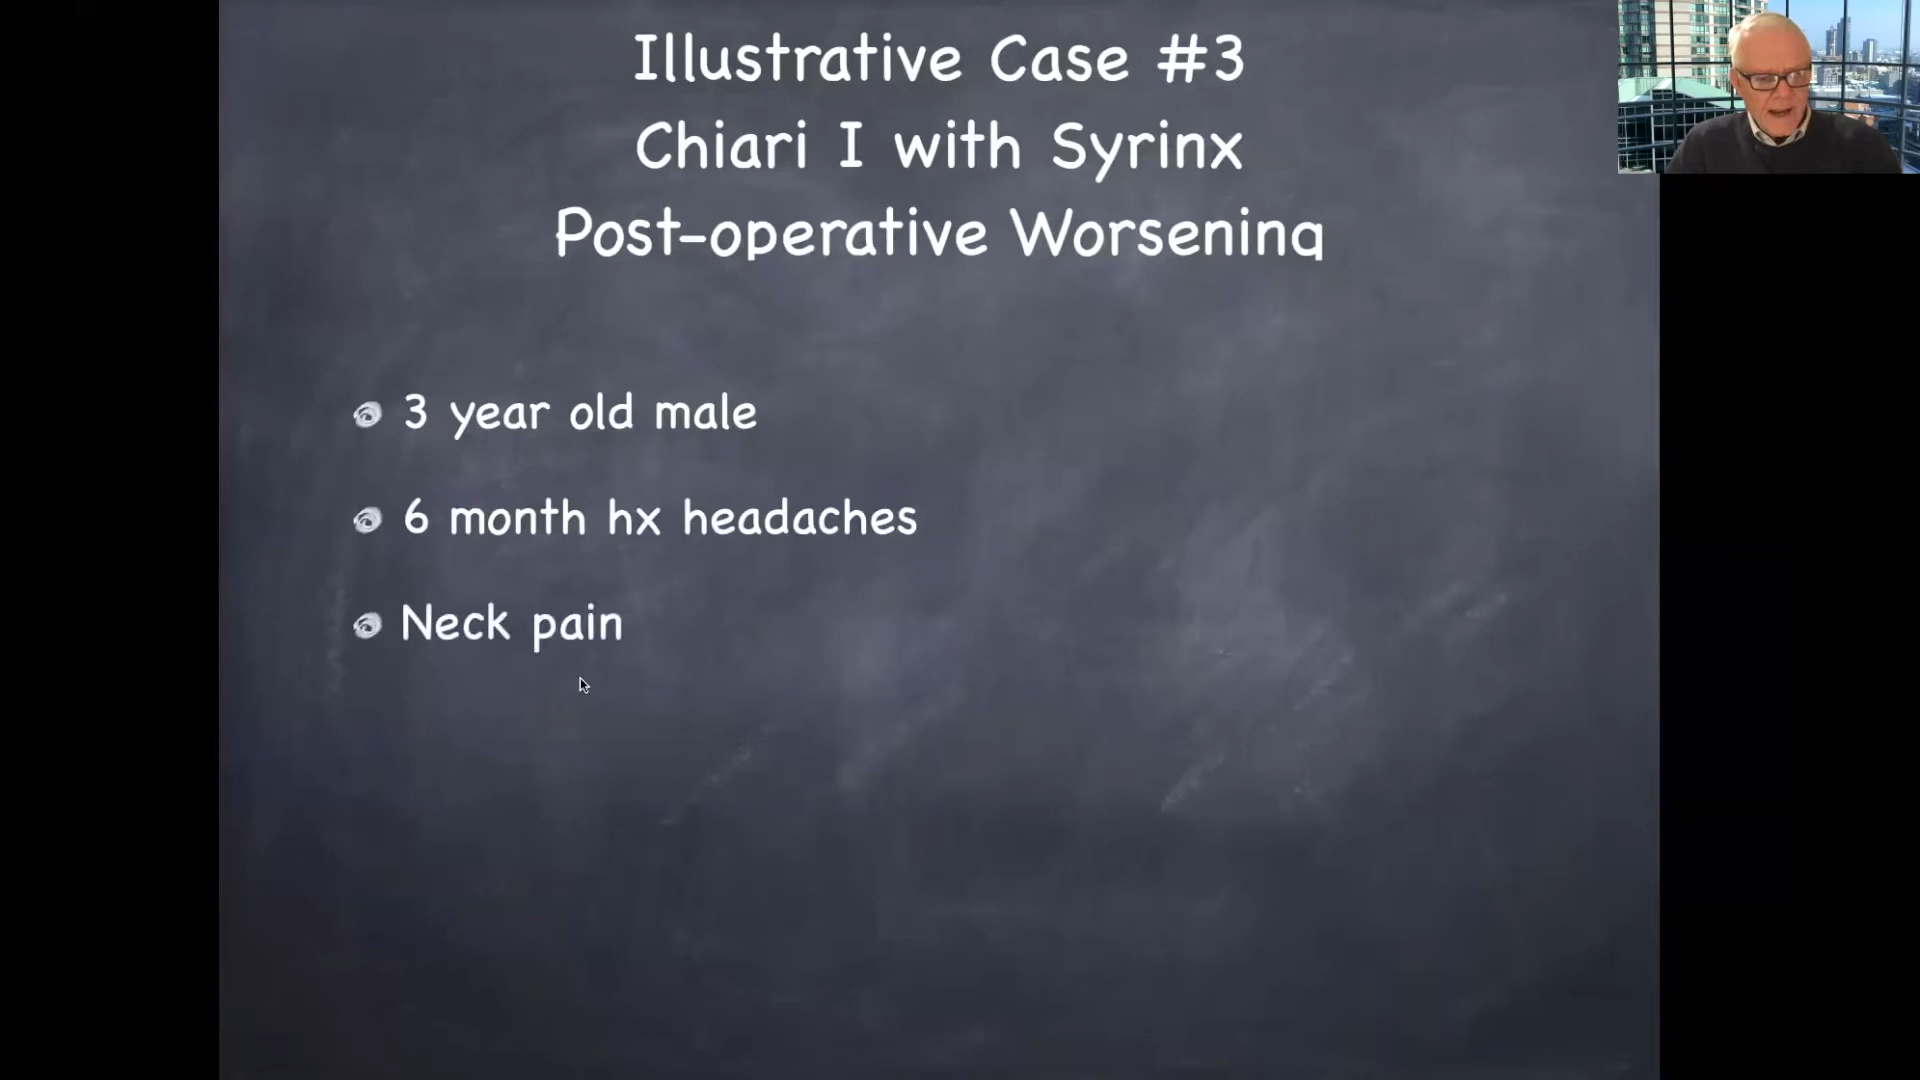 Illustrative Case #3
Chiari I with Syrinx
Post-operative Worsening
3 year old male
6 month hx headaches
Neck pain